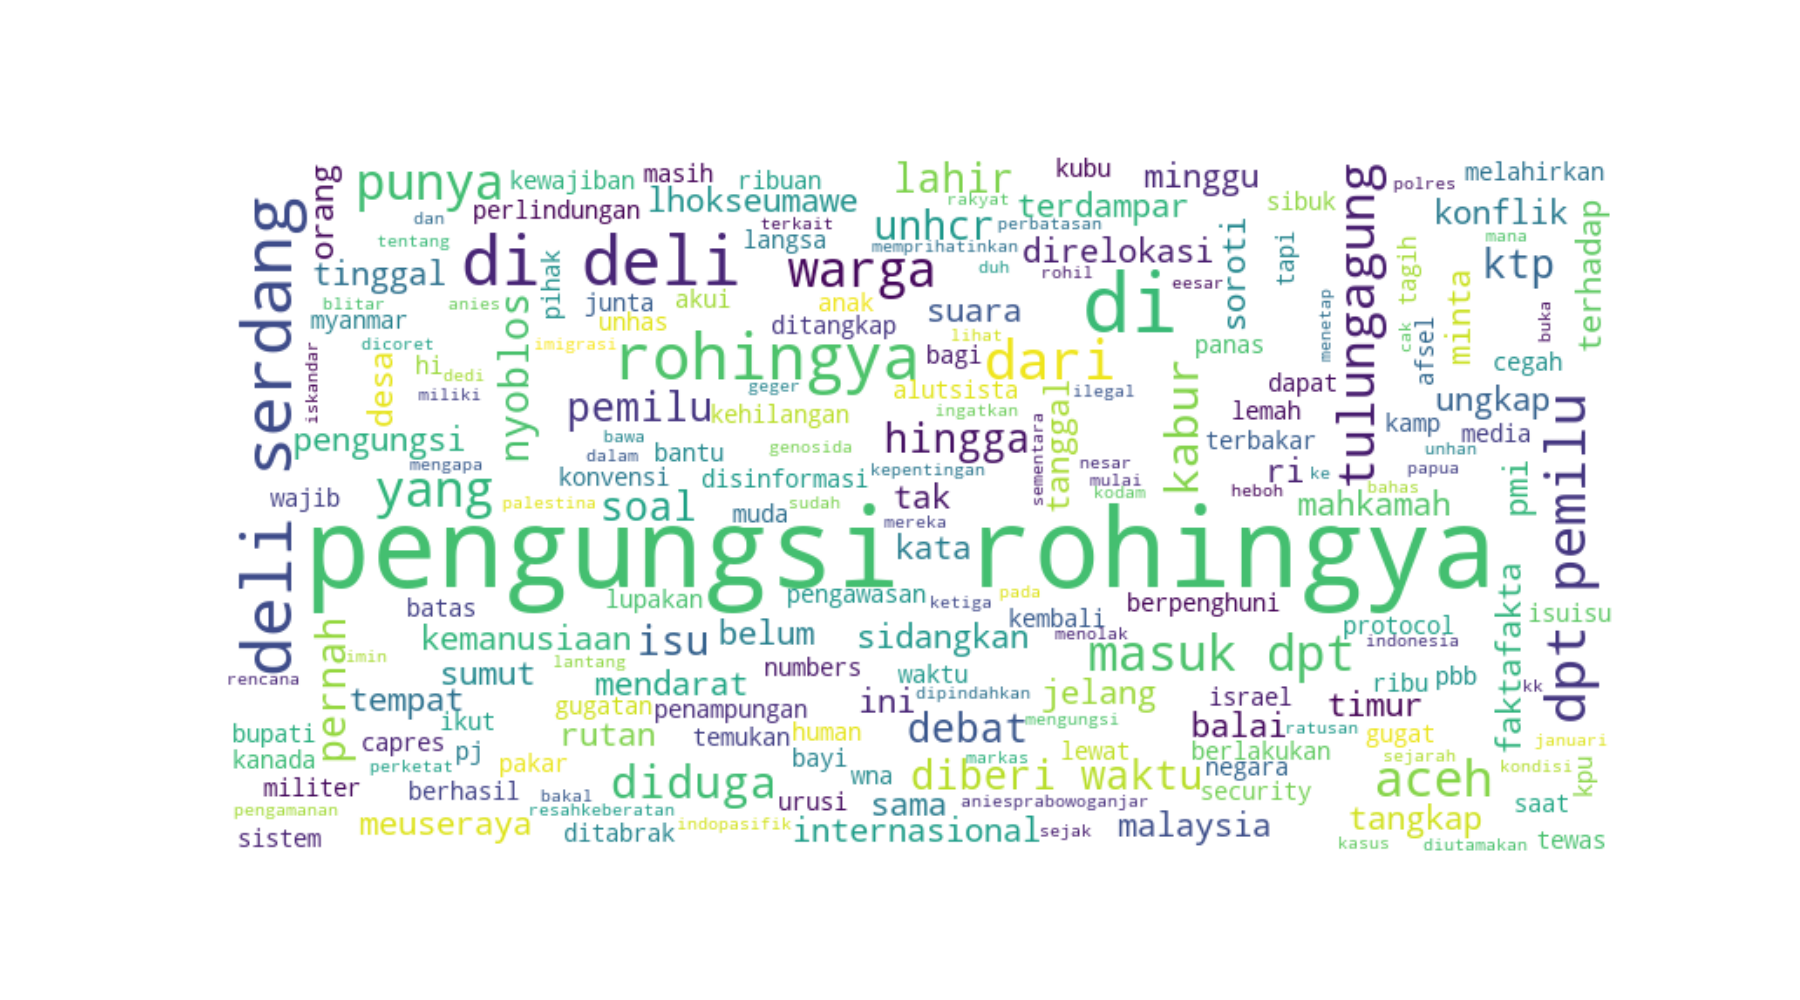 pengungsi rohingya
deli serdang
di deli
di
rohingya
dari
tulungagung
dpt pemilu
warga
punya
orang
kewajiban
masih
ribuan
lahir
kubu
minggu
polres
melahirkan
dan
perlindungan
lhokseumawe
rakyat
terdampar
sibuk
konflik
tentang
terkait
langsa
unhcr
perbatasan
memprihatinkan
direlokasi
soroti
tapi
mana
tagih
ktp
terhadap
tinggal
pihak
duh
rohil
eesar
blitar
anies
junta
akui
anak
suara
menetap
minta
buka
myanmar
unhas
ditangkap
lihat
panas
cak
afsel
dicoret
imigrasi
nyoblos
bagi
cegah
iskandar
desa
hi
dedi
miliki
geger
alutsista
ilegal
tanggal
kabur
dapat
lemah
ungkap
pemilu
kehilangan
ingatkan
kamp
media
pengungsi
bawa
dalam
bantu
genosida
hingga
sementara
terbakar
unhan
mengapa
konvensi
disinformasi
kepentingan
nesar
mulai
kodam
ri
ke
papua
wajib
yang
palestina
soal
muda
sudah
tak
heboh
bahas
mahkamah
pmi
mereka
kata
batas
lupakan
pengawasan
ketiga
pada
berpenghuni
faktafakta
isuisu
pernah
imin
kemanusiaan
isu
belum
sidangkan
kembali
menolak
protocol
indonesia
masuk dpt
rencana
sumut
lantang
numbers
waktu
mendarat
dipindahkan
ribu
pbb
kk
tempat
ikut
gugatan
penampungan
ini
jelang
israel
timur
bupati
capres
pj
rutan
temukan
human
debat
mengungsi
balai
ratusan
gugat
januari
kanada
perketat
pakar
bayi
markas
lewat
berlakukan
sejarah
militer
berhasil
bakal
diduga
wna
diberi waktu
negara
security
aceh
kondisi
kpu
pengamanan
resahkeberatan
urusi
sama
aniesprabowoganjar
saat
sistem
meuseraya
ditabrak
indopasifik
internasional
sejak
malaysia
tangkap
kasus
diutamakan
tewas